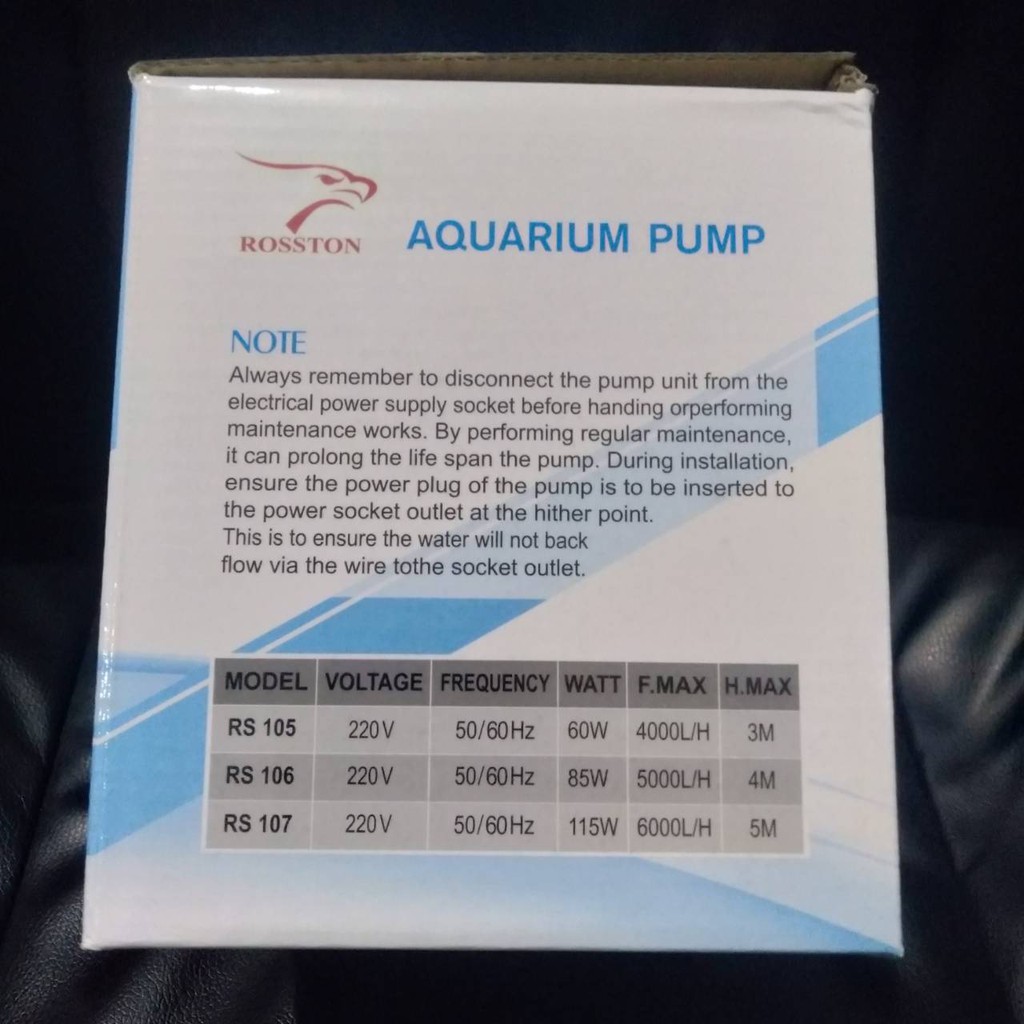 ROSSTON
AQUARIUM PUMP
NOTE
Always remember to disconnect the pump unit from the
electrical power supply socket before handing orperforming
maintenance works. By performing regular maintenance,
it can prolong the life span the pump. During installation,
ensure the power plug of the pump is to be inserted to
the power socket outlet at the hither point.
This is to ensure the water will not back
flow via the wire tothe socket outlet.
MODEL VOLTAGE FREQUENCY WATT F.MAX H.MAX
RS 105 220V 50/60Hz 60W 4000L/H 3M
RS 106 220V 50/60Hz 85W 5000L/H 4M
RS 107 220V 50/60Hz 115W 6000L/H 5M